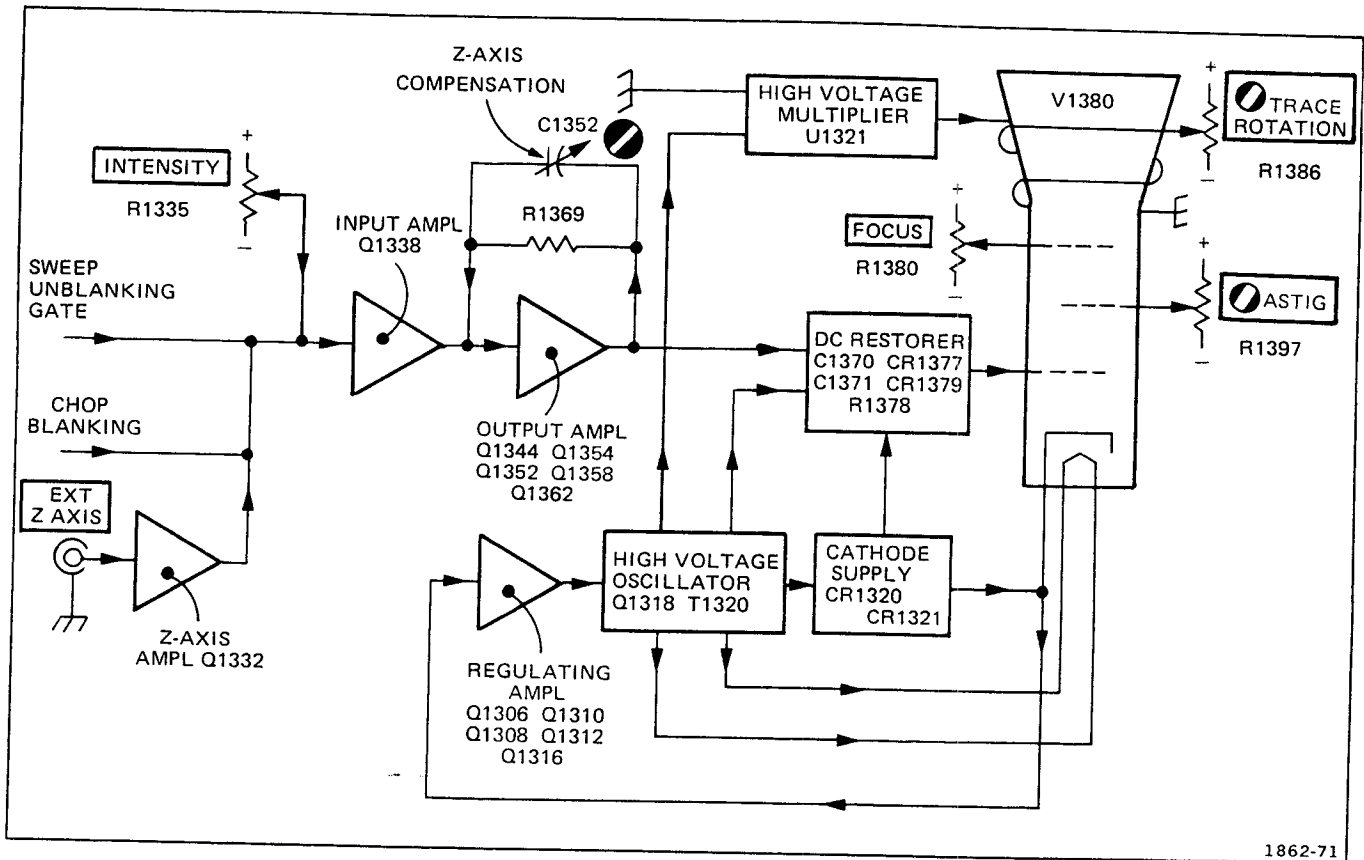 Z-AXIS
COMPENSATION
C1352
HIGH VOLTAGE
MULTIPLIER
U1321
V1380
+
TRACE
ROTATION
−
R1386
INTENSITY
R1335
+
−
INPUT AMPL
Q1338
R1369
FOCUS
R1380
+
−
+
ASTIG
−
R1397
SWEEP
UNBLANKING
GATE
DC RESTORER
C1370 CR1377
C1371 CR1379
R1378
CHOP
BLANKING
OUTPUT AMPL
Q1344 Q1354
Q1352 Q1358
Q1362
EXT
Z AXIS
Z-AXIS
AMPL Q1332
HIGH VOLTAGE
OSCILLATOR
Q1318 T1320
CATHODE
SUPPLY
CR1320
CR1321
REGULATING
AMPL
Q1306 Q1310
Q1308 Q1312
Q1316
1862-71